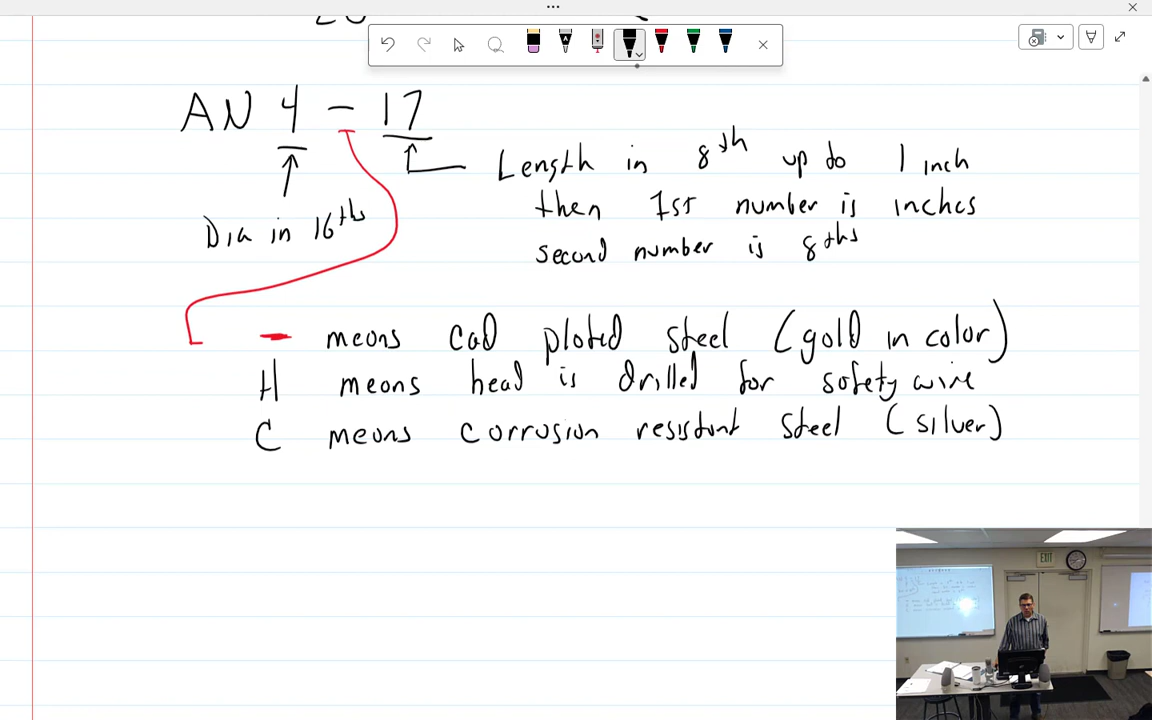 AN 4 - 17
Length in 8th up to 1 inch
then 1st number is inches
second number is 8ths
Dia in 16ths
- means cad plated steel (gold in color)
H means head is drilled for safety wire
C means corrosion resistant steel (silver)
EXIT